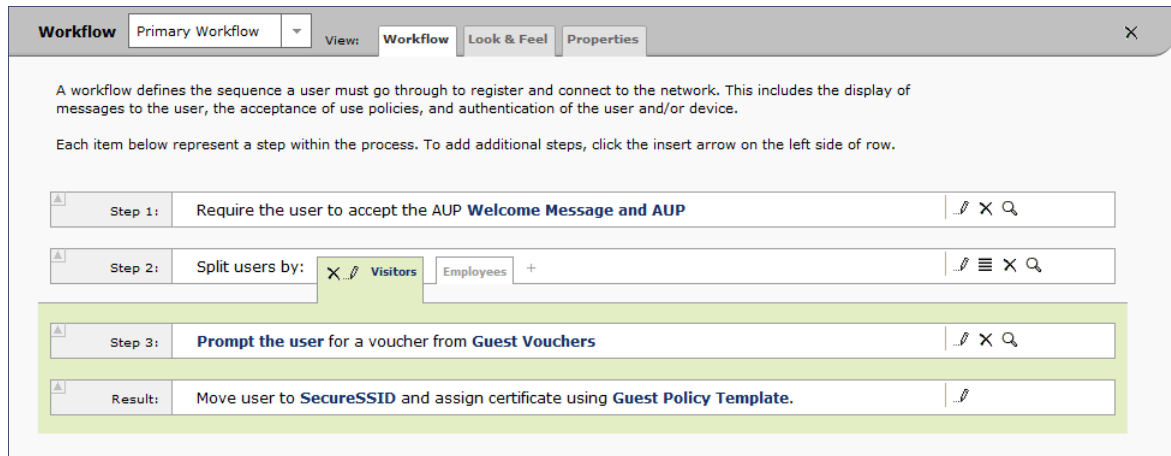 Workflow Primary Workflow View: Workflow Look & Feel Properties
A workflow defines the sequence a user must go through to register and connect to the network. This includes the display of
messages to the user, the acceptance of use policies, and authentication of the user and/or device.
Each item below represent a step within the process. To add additional steps, click the insert arrow on the left side of row.
Step 1: Require the user to accept the AUP Welcome Message and AUP
Step 2: Split users by: Visitors Employees +
Step 3: Prompt the user for a voucher from Guest Vouchers
Result: Move user to SecureSSID and assign certificate using Guest Policy Template.